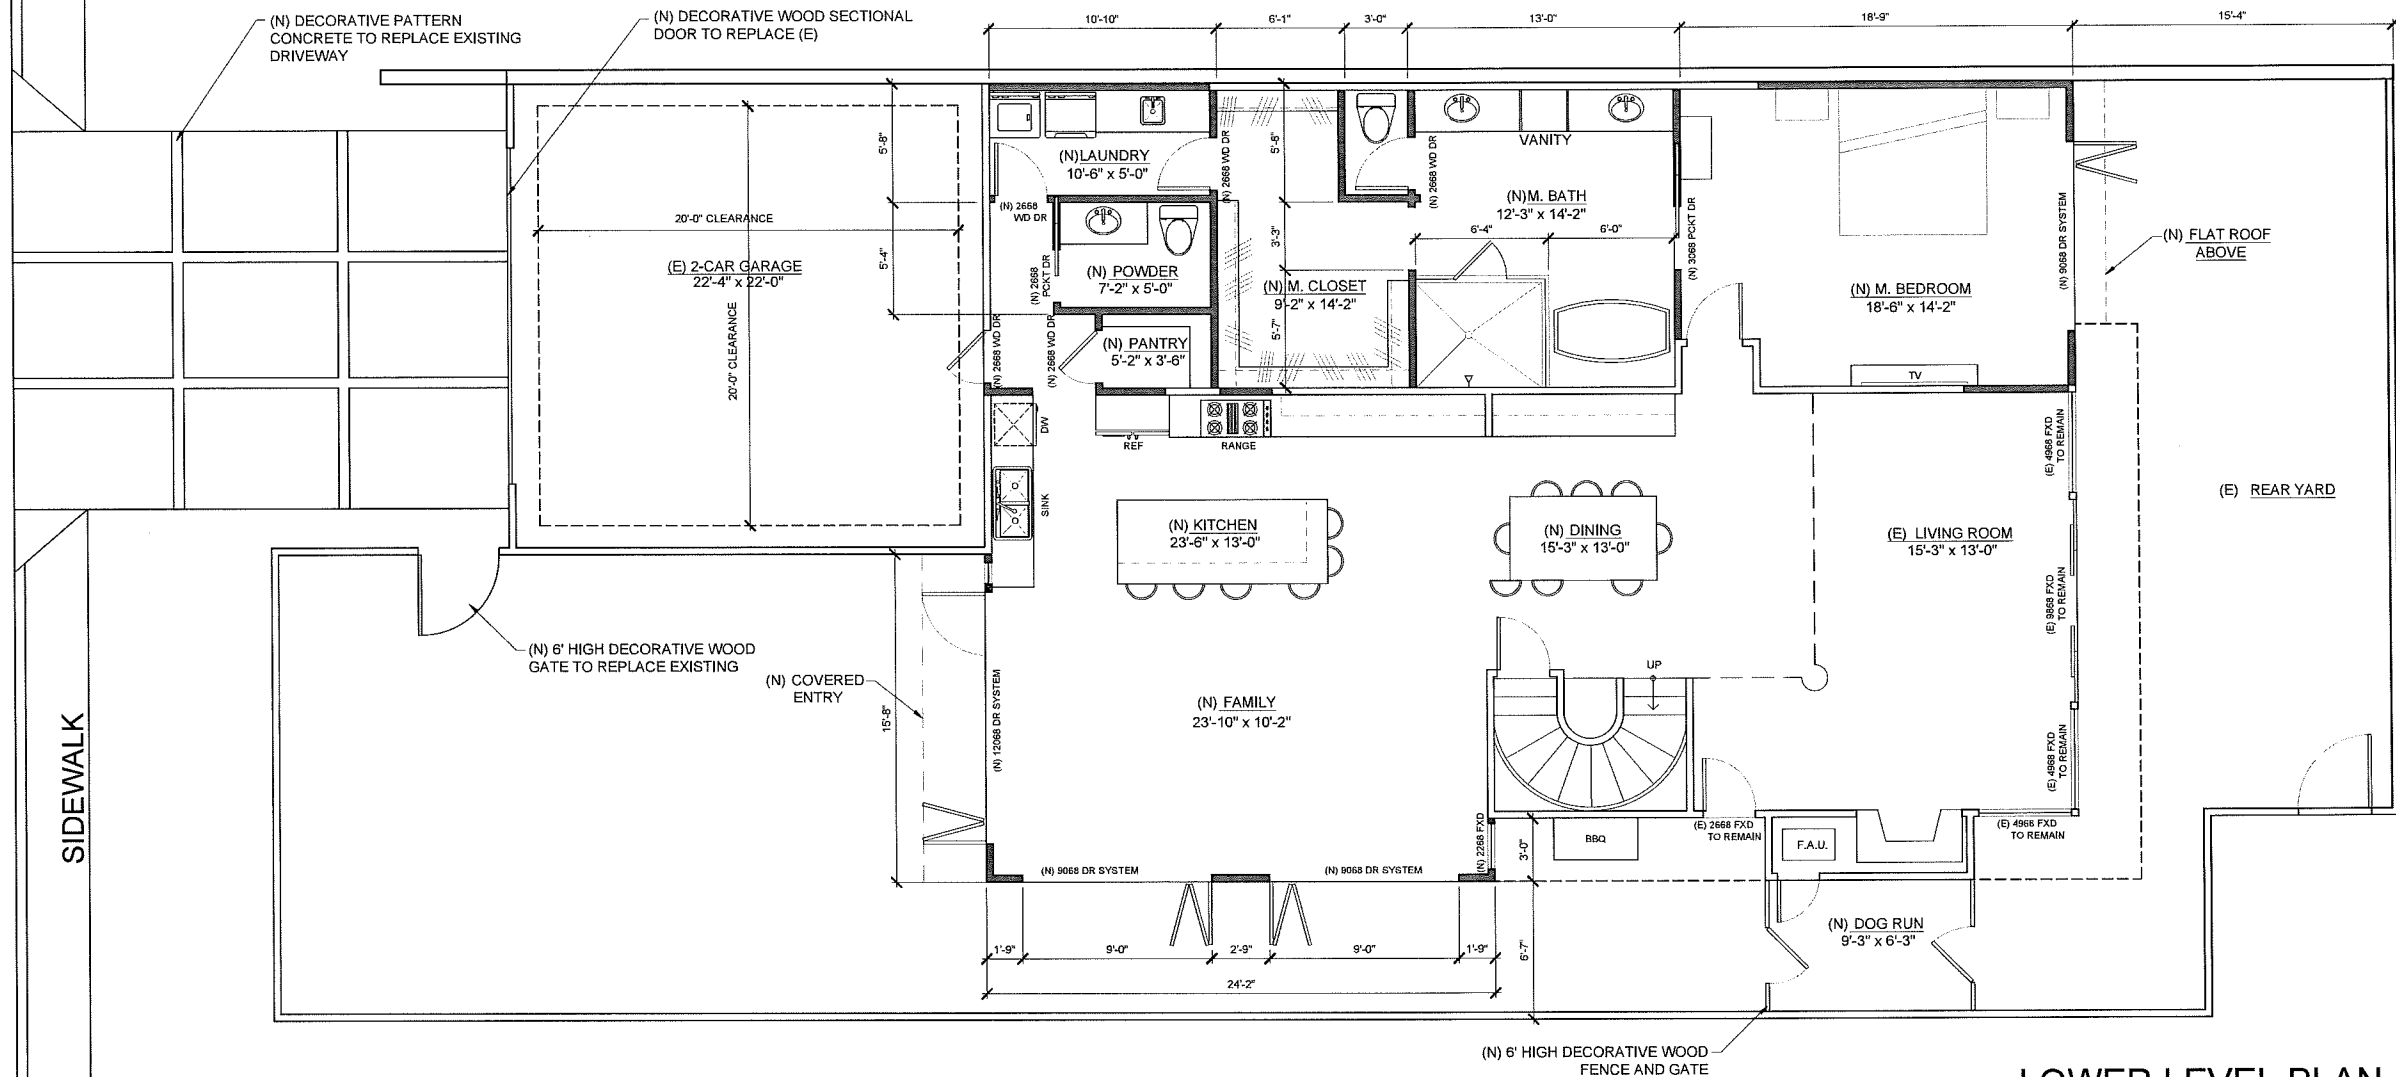 (N) DECORATIVE PATTERN
CONCRETE TO REPLACE EXISTING
DRIVEWAY
(N) DECORATIVE WOOD SECTIONAL
DOOR TO REPLACE (E)
10'-10"
6'-1"
3'-0"
13'-0"
18'-9"
15'-4"
5'-8"
5'-4"
20'-0" CLEARANCE
(E) 2-CAR GARAGE
22'-4" x 22'-0"
20'-0" CLEARANCE
(N)LAUNDRY
10'-6" x 5'-0"
(N) 2668
WD DR
(N) 2668 WD DR
(N) 2668
PCKT DR
(N) POWDER
7'-2" x 5'-0"
(N) 2668 WD DR
(N) 2668 WD DR
(N) PANTRY
5'-2" x 3'-6"
5'-8"
3'-3"
5'-7"
(N) M. CLOSET
9'-2" x 14'-2"
(N) 2668 WD DR
VANITY
(N)M. BATH
12'-3" x 14'-2"
6'-4"
6'-0"
(N) 3068 PCKT DR
(N) M. BEDROOM
18'-6" x 14'-2"
TV
(N) 9068 DR SYSTEM
(N) FLAT ROOF
ABOVE
DW
SINK
REF
RANGE
(N) KITCHEN
23'-6" x 13'-0"
(N) DINING
15'-3" x 13'-0"
(E) LIVING ROOM
15'-3" x 13'-0"
(E) 4968 FXD
TO REMAIN
(E) 9868 FXD
TO REMAIN
(E) 4968 FXD
TO REMAIN
(E) REAR YARD
(N) 6' HIGH DECORATIVE WOOD
GATE TO REPLACE EXISTING
(N) COVERED
ENTRY
15'-8"
(N) 12068 DR SYSTEM
(N) FAMILY
23'-10" x 10'-2"
UP
SIDEWALK
(N) 9068 DR SYSTEM
(N) 9068 DR SYSTEM
(N) 2268 FXD
3'-0"
BBQ
(E) 2668 FXD
TO REMAIN
F.A.U.
(E) 4968 FXD
TO REMAIN
1'-9"
9'-0"
2'-9"
9'-0"
1'-9"
24'-2"
6'-7"
(N) DOG RUN
9'-3" x 6'-3"
(N) 6' HIGH DECORATIVE WOOD
FENCE AND GATE
LOWER LEVEL PLAN